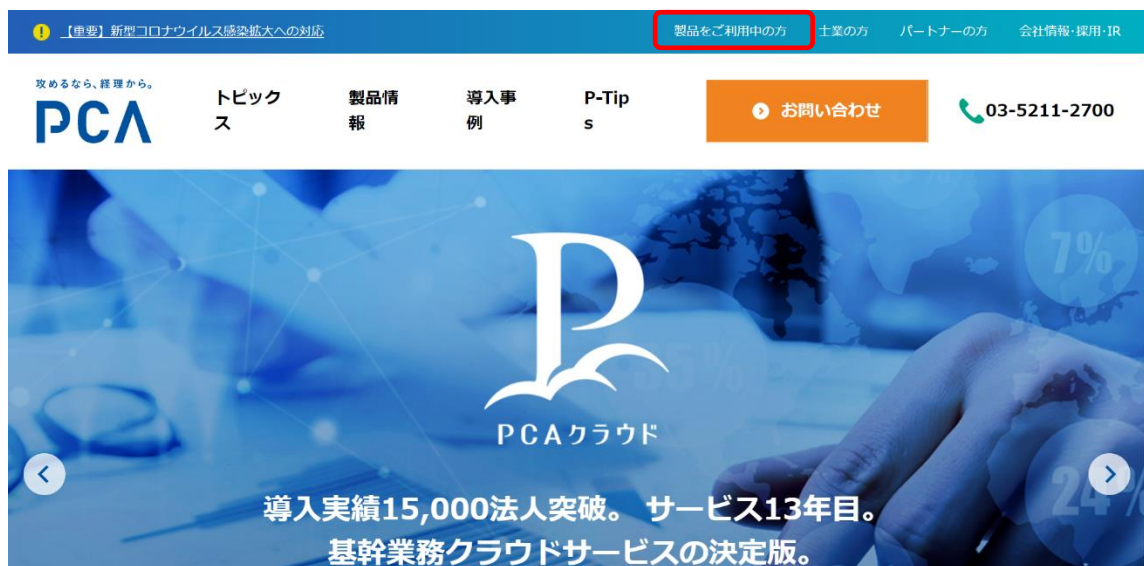 ! 【重要】新型コロナウイルス感染拡大への対応
製品をご利用中の方
士業の方
パートナーの方
会社情報・採用・IR
攻めるなら、経理から。
PCA
トピック
ス
製品情
報
導入事
例
P-Tip
s
お問い合わせ
03-5211-2700
7%
35%
P
PCAクラウド
24%
導入実績15,000法人突破。 サービス13年目。
基幹業務クラウドサービスの決定版。